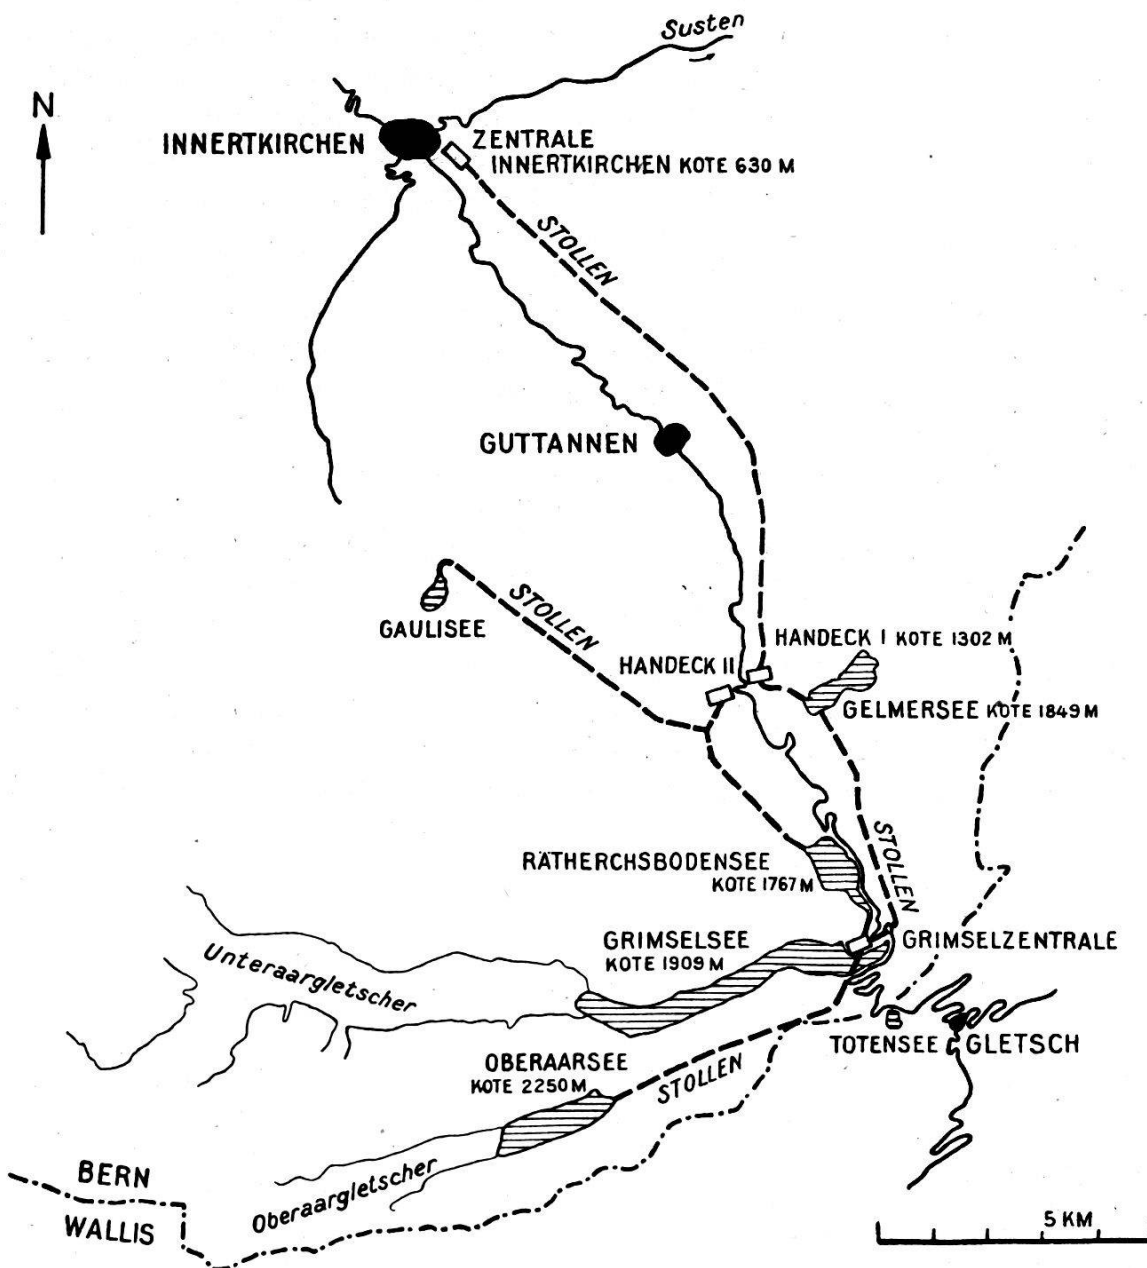 Susten
N
INNERTKIRCHEN
ZENTRALE
INNERTKIRCHEN KOTE 630 M
STOLLEN
GUTTANNEN
STOLLEN
GAULISEE
HANDECK I KOTE 1302 M
HANDECK II
GELMERSEE KOTE 1849 M
STOLLEN
RÄTHERCHSBODENSEE
KOTE 1767 M
GRIMSELSEE
KOTE 1909 M
GRIMSELZENTRALE
Unteraargletscher
TOTENSEE
GLETSCH
OBERAARSEE
KOTE 2250 M
STOLLEN
Oberaargletscher
BERN
WALLIS
5 KM